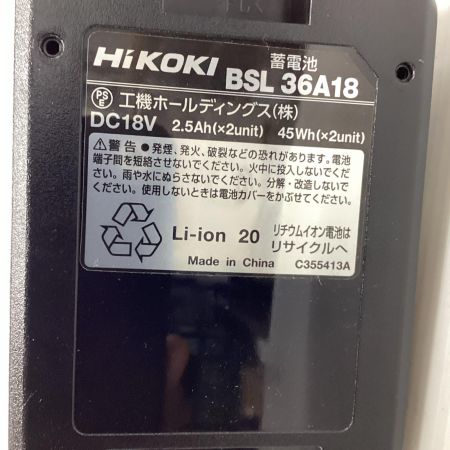 HiKOKI 蓄電池 BSL 36A18
PS E 工機ホールディングス(株)
DC18V 2.5Ah(×2unit) 45Wh(×2unit)
⚠警告 ●発煙、発火、破裂などの恐れがあります。電池
端子間を短絡させないでください。火中に投入しないでくだ
さい。雨や水にぬらさないでください。分解・改造しないで
ください。使用しないときは電池カバーをかぶせてください。
Li-ion 20 リチウムイオン電池は
リサイクルへ
Made in China C355413A